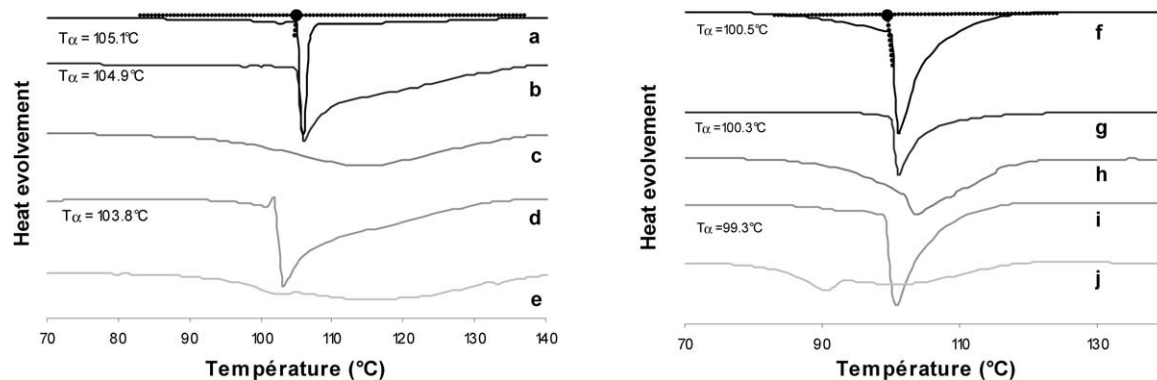 Tα = 105.1°C
a
Tα = 104.9°C
b
c
Tα = 103.8°C
d
e
Heat evolvement
70 80 90 100 110 120 130 140
Température (°C)
Tα =100.5°C
f
Tα =100.3°C
g
h
Tα =99.3°C
i
j
Heat evolvement
70 90 110 130
Température (°C)